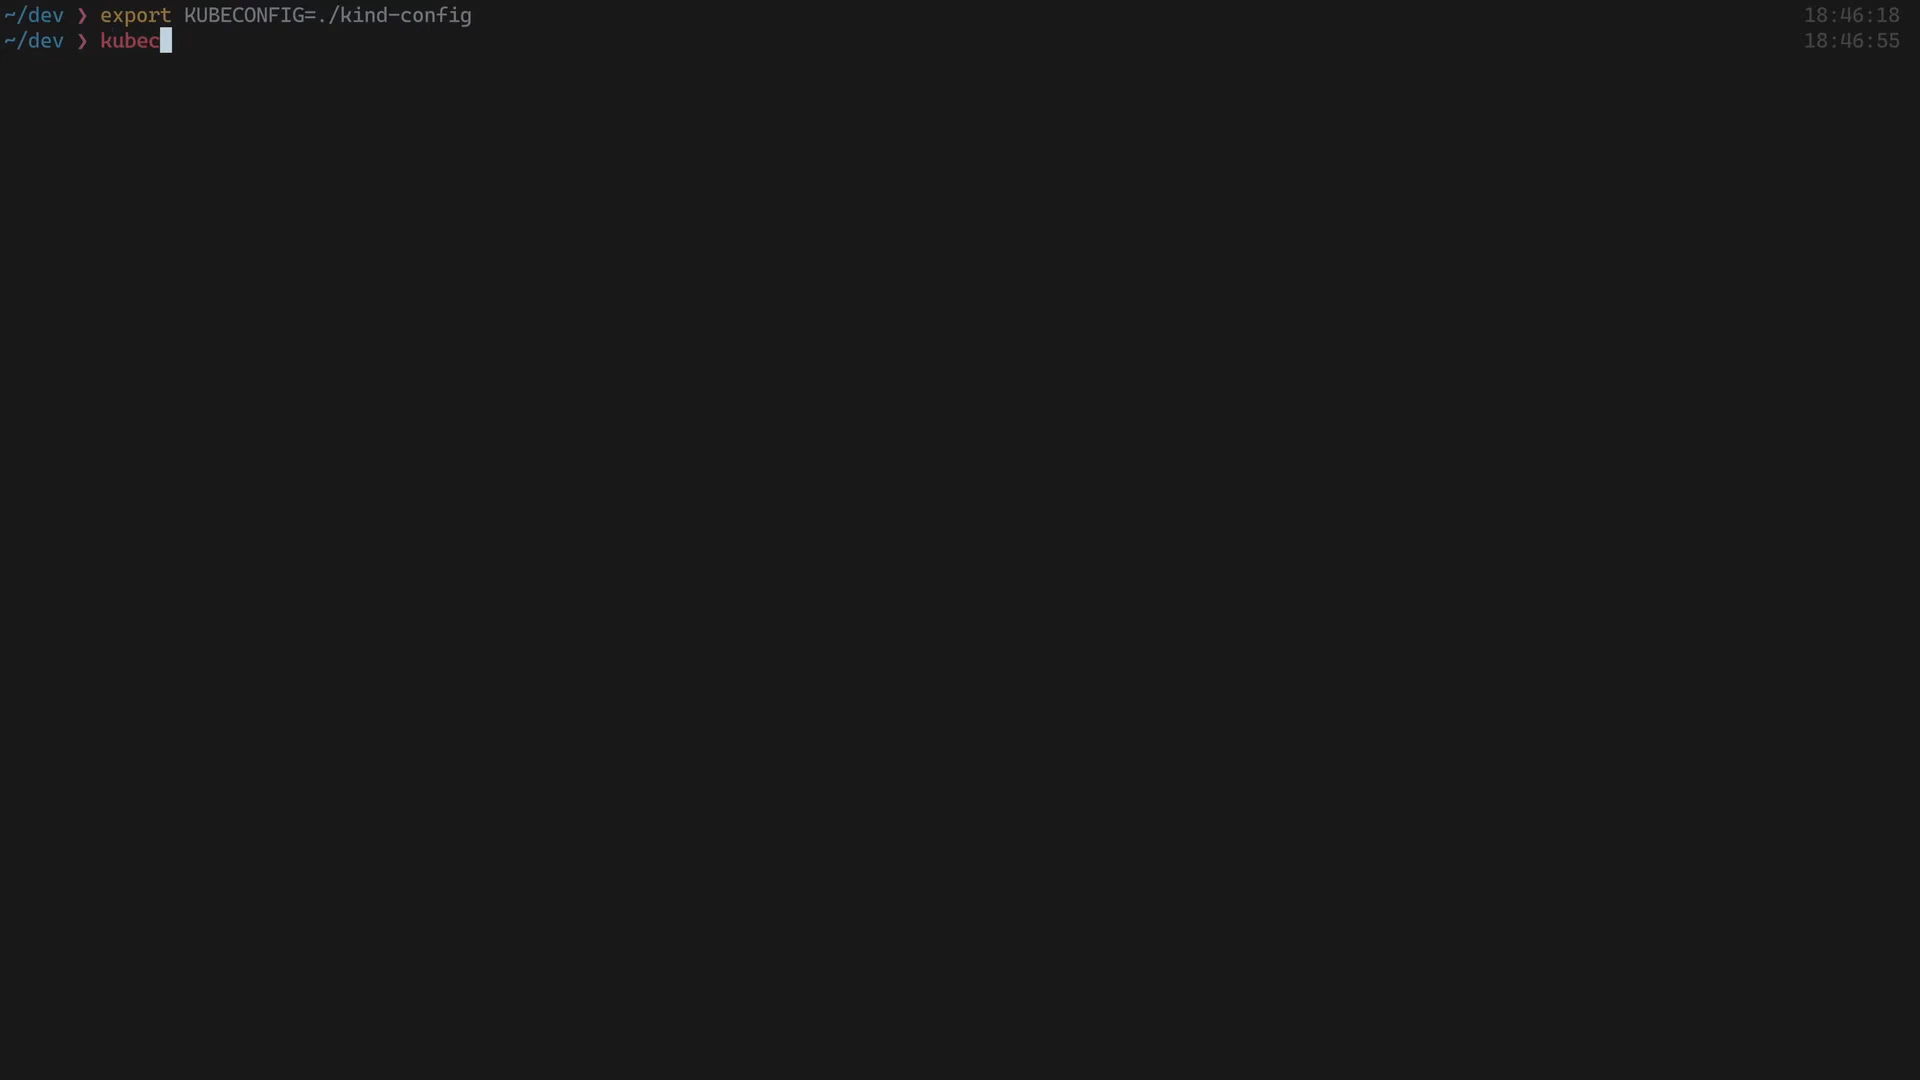 ~/dev ❯ export KUBECONFIG=./kind-config 18:46:18
~/dev ❯ kubec 18:46:55